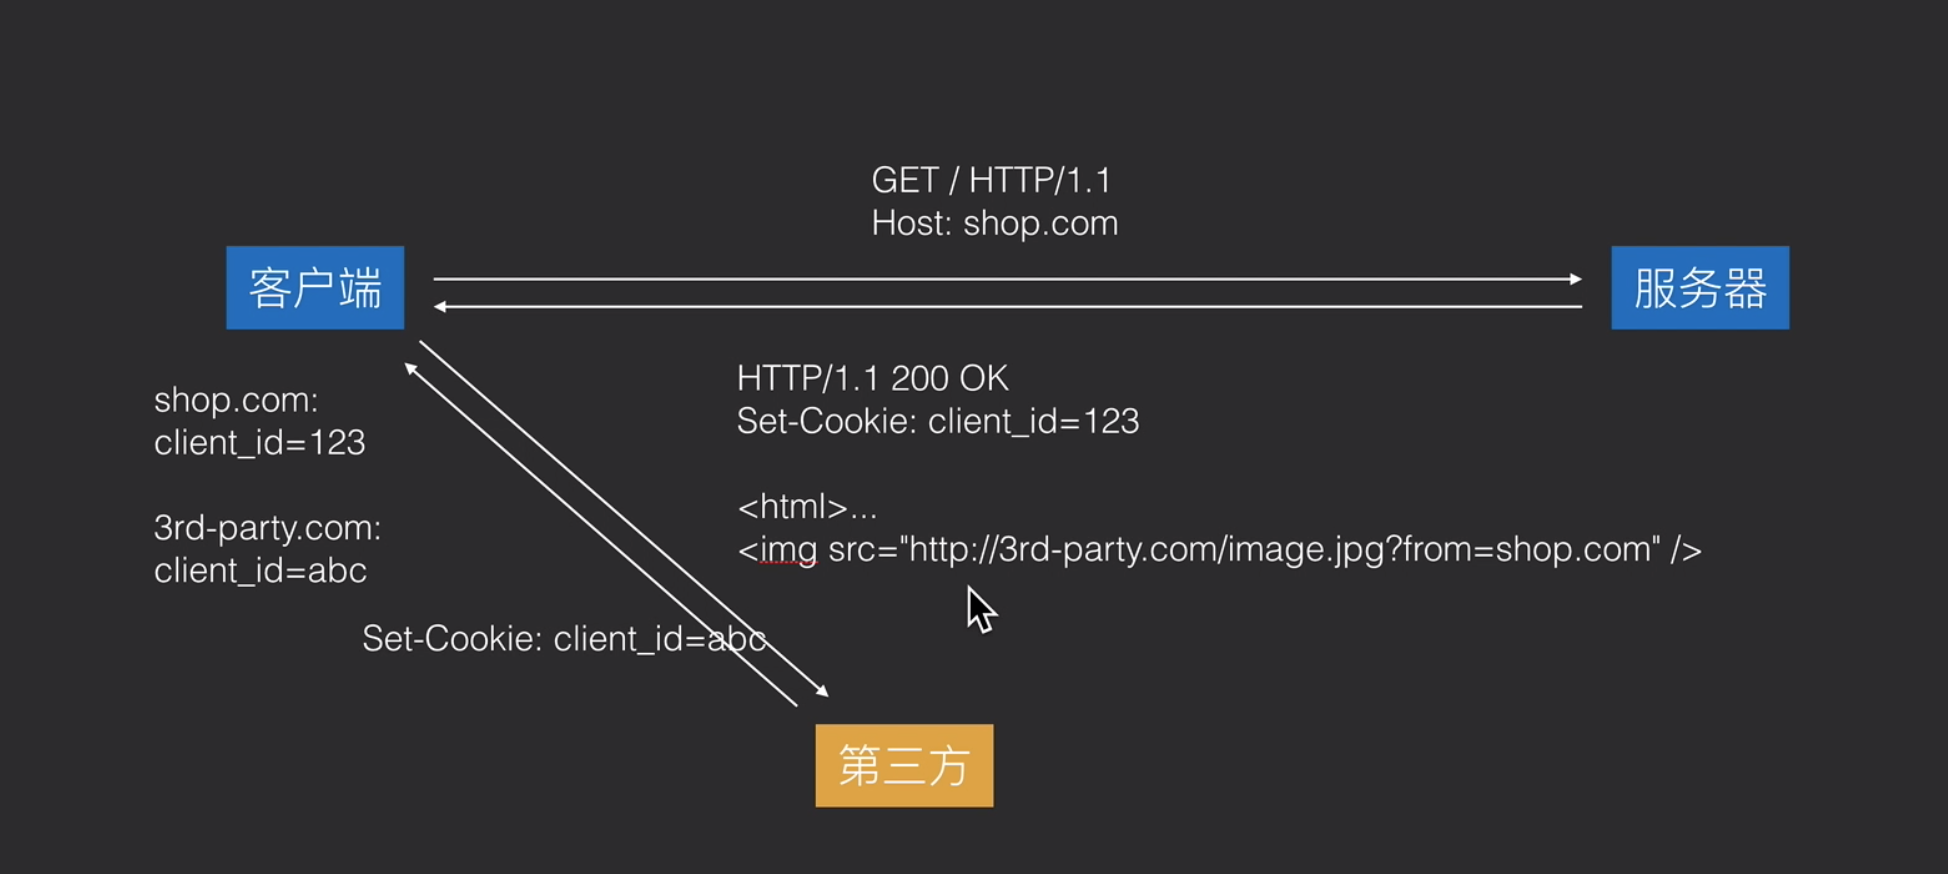 GET / HTTP/1.1
Host: shop.com
客户端
服务器
shop.com:
client_id=123
3rd-party.com:
client_id=abc
HTTP/1.1 200 OK
Set-Cookie: client_id=123
<html>...
<img src="http://3rd-party.com/image.jpg?from=shop.com" />
Set-Cookie: client_id=abc
第三方